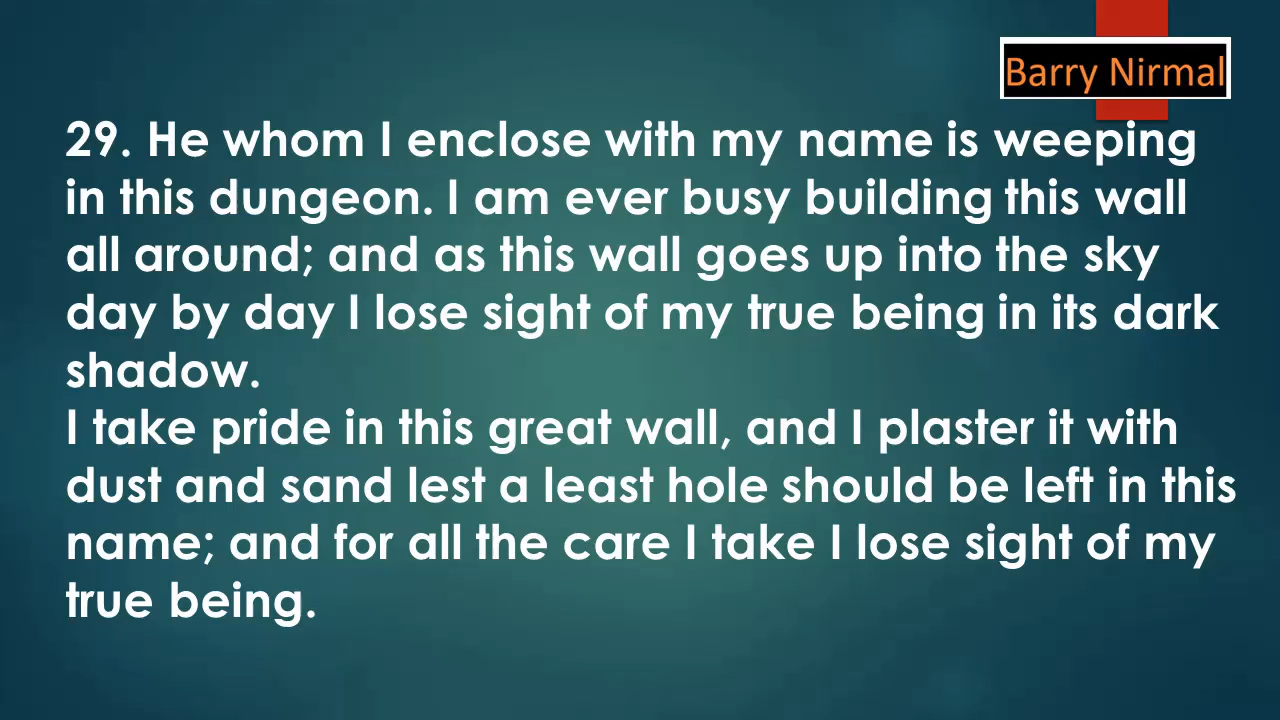 Barry Nirmal
29. He whom I enclose with my name is weeping
in this dungeon. I am ever busy building this wall
all around; and as this wall goes up into the sky
day by day I lose sight of my true being in its dark
shadow.
I take pride in this great wall, and I plaster it with
dust and sand lest a least hole should be left in this
name; and for all the care I take I lose sight of my
true being.